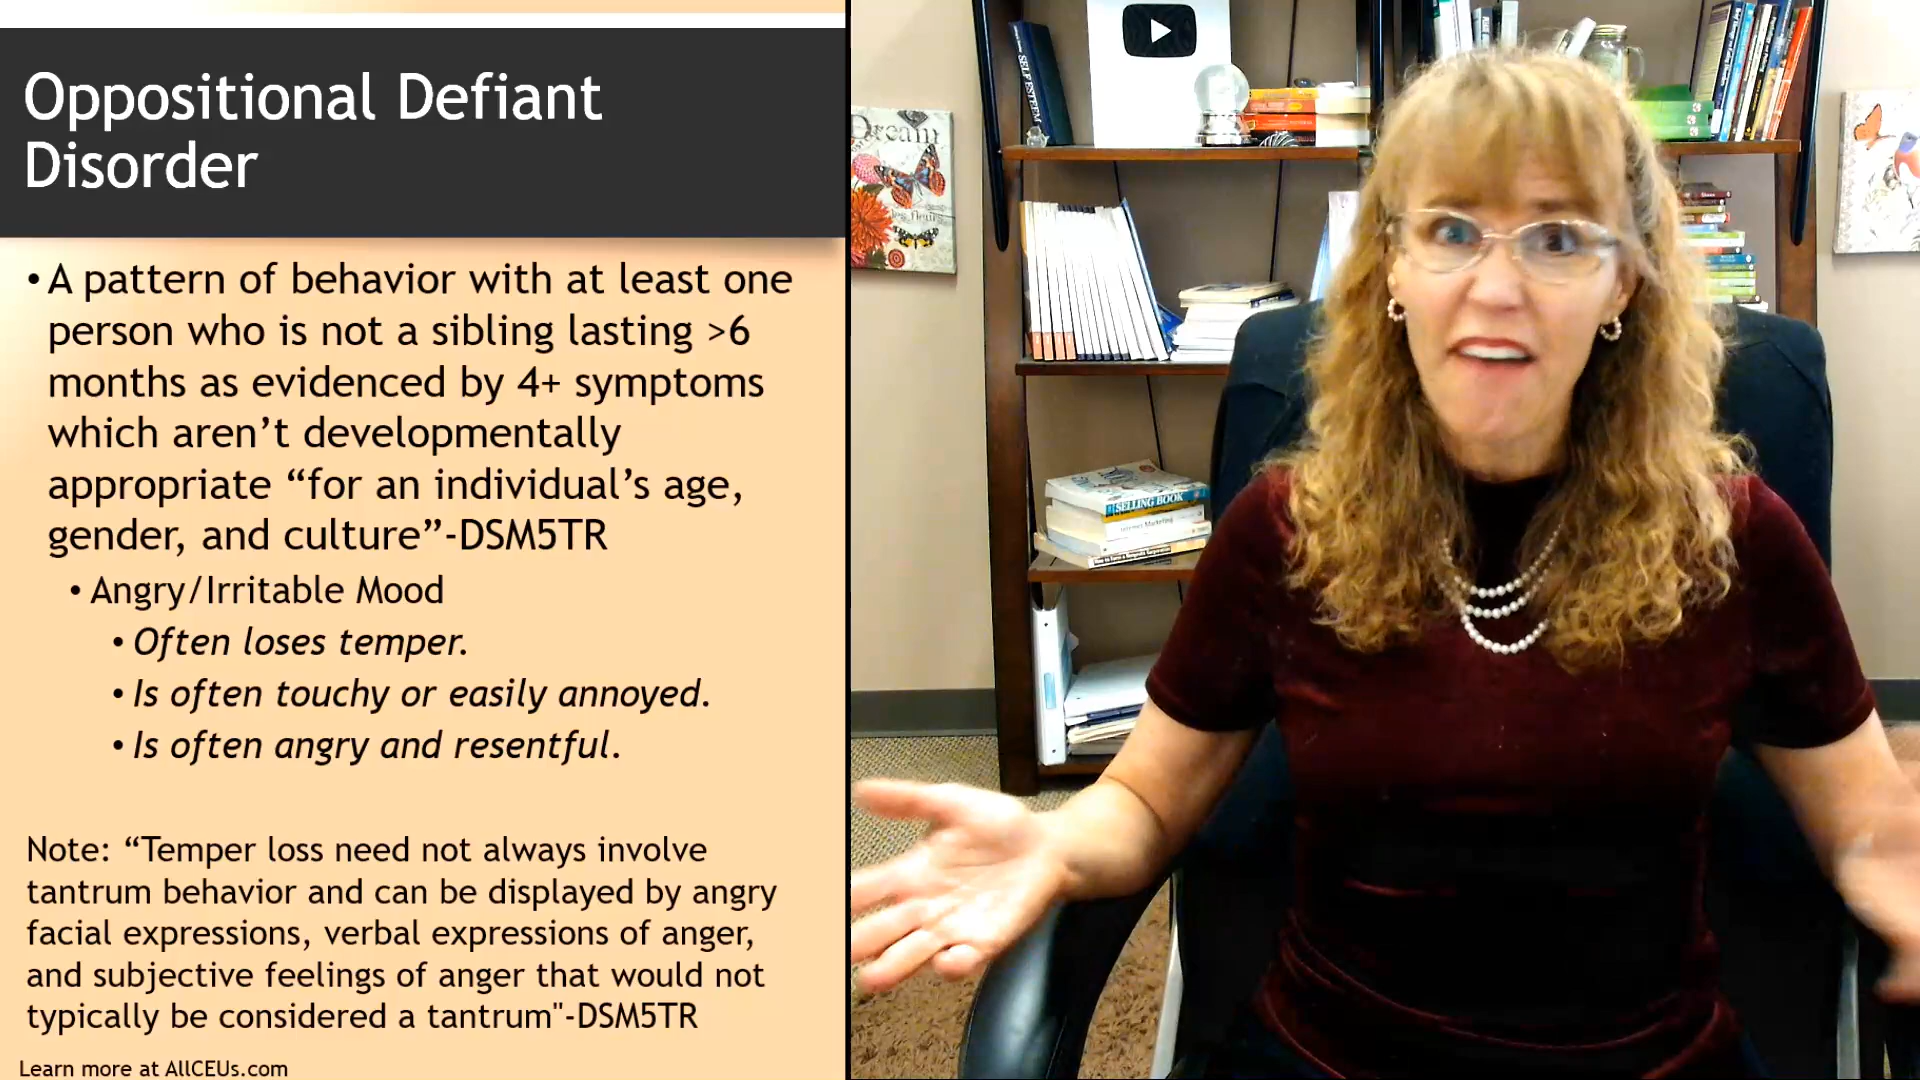 Oppositional Defiant
Disorder
• A pattern of behavior with at least one
person who is not a sibling lasting >6
months as evidenced by 4+ symptoms
which aren’t developmentally
appropriate “for an individual’s age,
gender, and culture”-DSM5TR
• Angry/Irritable Mood
• Often loses temper.
• Is often touchy or easily annoyed.
• Is often angry and resentful.
Note: “Temper loss need not always involve
tantrum behavior and can be displayed by angry
facial expressions, verbal expressions of anger,
and subjective feelings of anger that would not
typically be considered a tantrum"-DSM5TR
Learn more at AllCEUs.com
Dream
les fleurs
SELF ESTEEM
SELLING BOOK
Internet Marketing